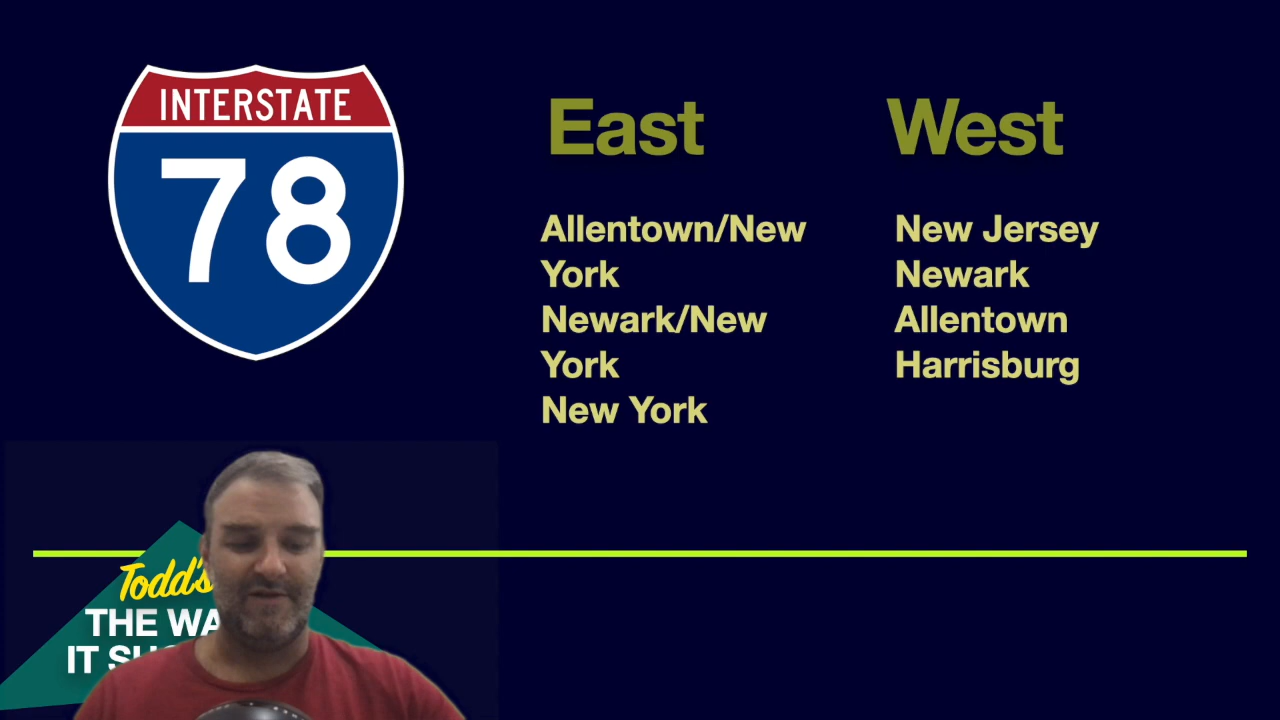 INTERSTATE
78
East
Allentown/New
York
Newark/New
York
New York
West
New Jersey
Newark
Allentown
Harrisburg
Todd's
THE
IT